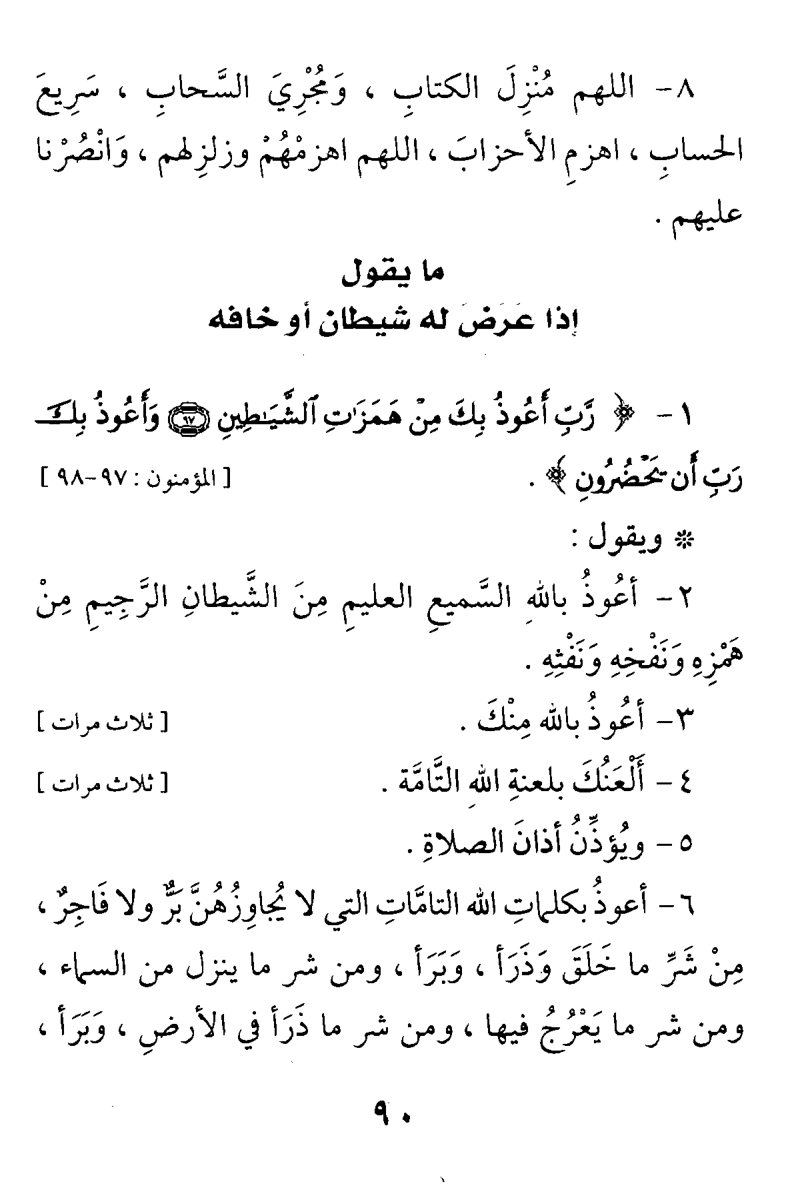 ٨- اللهم مُنْزِلَ الكتابِ ، وَمُجْرِيَ السَّحابِ ، سَرِيعَ
الحسابِ ، اهزمِ الأحزابَ ، اللهم اهزمْهُمْ وزلزِلهم ، وَانْصُرْنا
عليهم .
ما يقول
إذا عَرَضَ له شيطان أو خافه
١- ﴿ رَّبِّ أَعُوذُ بِكَ مِنْ هَمَزَٰتِ ٱلشَّيَـٰطِينِ ٩٧ وَأَعُوذُ بِكَ
رَبِّ أَن يَحْضُرُونِ ﴾ . [ المؤمنون : ٩٧-٩٨ ]
* ويقول :
٢- أعُوذُ باللهِ السَّميعِ العليمِ مِنَ الشَّيطانِ الرَّجِيمِ مِنْ
هَمْزِهِ وَنَفْخِهِ وَنَفْثِهِ .
٣- أعُوذُ بالله مِنْكَ . [ ثلاث مرات ]
٤- أَلْعَنُكَ بلعنةِ اللهِ التَّامَّة . [ ثلاث مرات ]
٥- ويُؤذِّنُ أذانَ الصلاةِ .
٦- أعوذُ بكلماتِ الله التامَّاتِ التي لا يُجاوِزُهُنَّ بَرٌّ ولا فَاجِرٌ ،
مِنْ شَرِّ ما خَلَقَ وَذَرَأ ، وَبَرَأ ، ومن شر ما ينزل من السماء ،
ومن شر ما يَعْرُجُ فيها ، ومن شر ما ذَرَأ في الأرضِ ، وَبَرَأ ،
٩٠